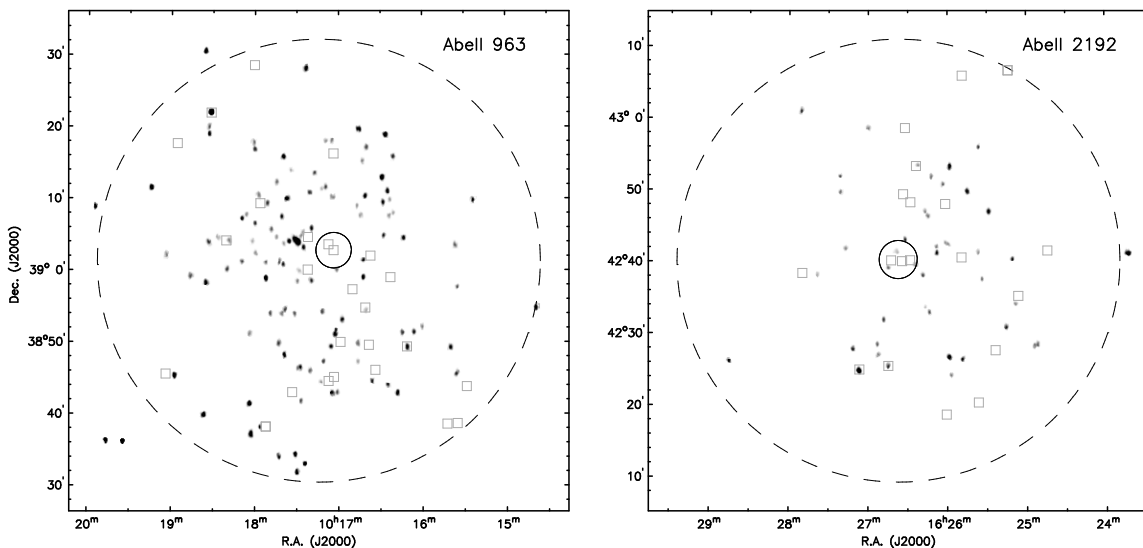 Abell 963
30'
20'
10'
39° 0'
38°50'
40'
30'
Dec. (J2000)
20ᵐ 19ᵐ 18ᵐ 10ʰ17ᵐ 16ᵐ 15ᵐ
R.A. (J2000)
Abell 2192
10'
43° 0'
50'
42°40'
42°30'
20'
10'
29ᵐ 28ᵐ 27ᵐ 16ʰ26ᵐ 25ᵐ 24ᵐ
R.A. (J2000)